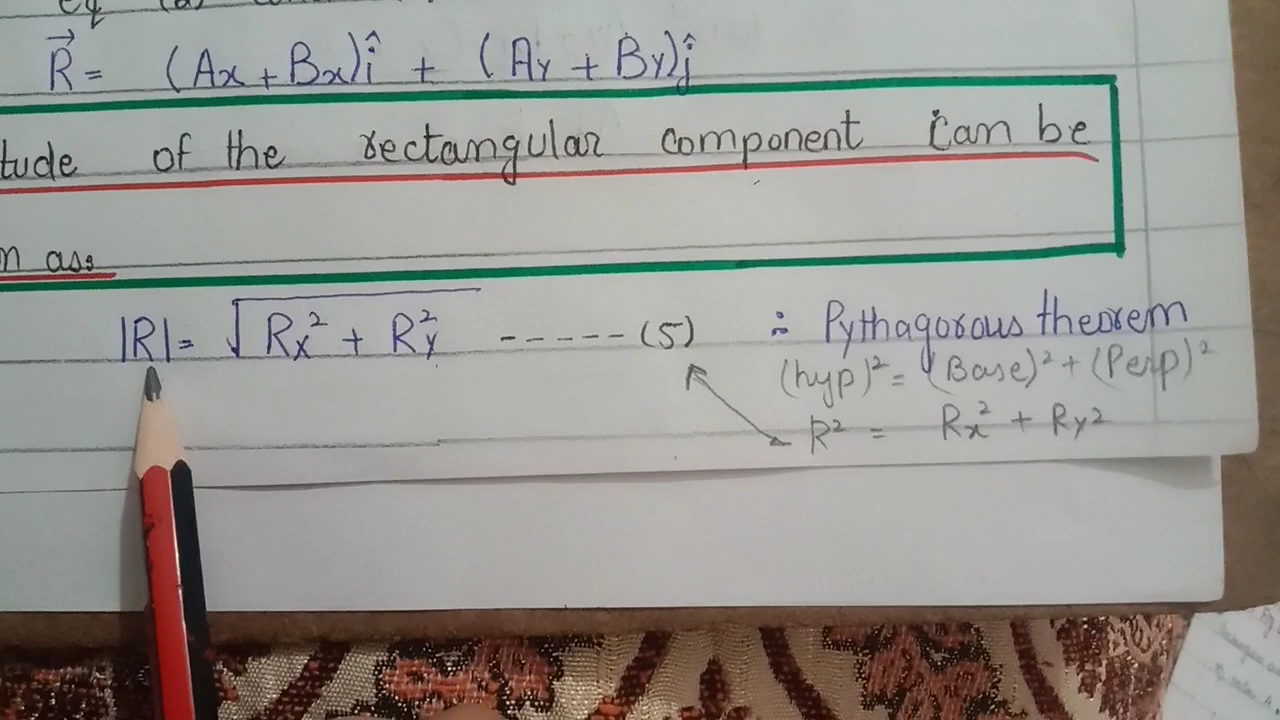 R⃗ = (Ax + Bx)î + (Ay + By)ĵ
tude of the rectangular component can be
n as:
|R| = √Rx² + Ry² ------(5) ∴ Pythagorous theorem
(hyp)² = (Base)² + (Perp)²
R² = Rx² + Ry²